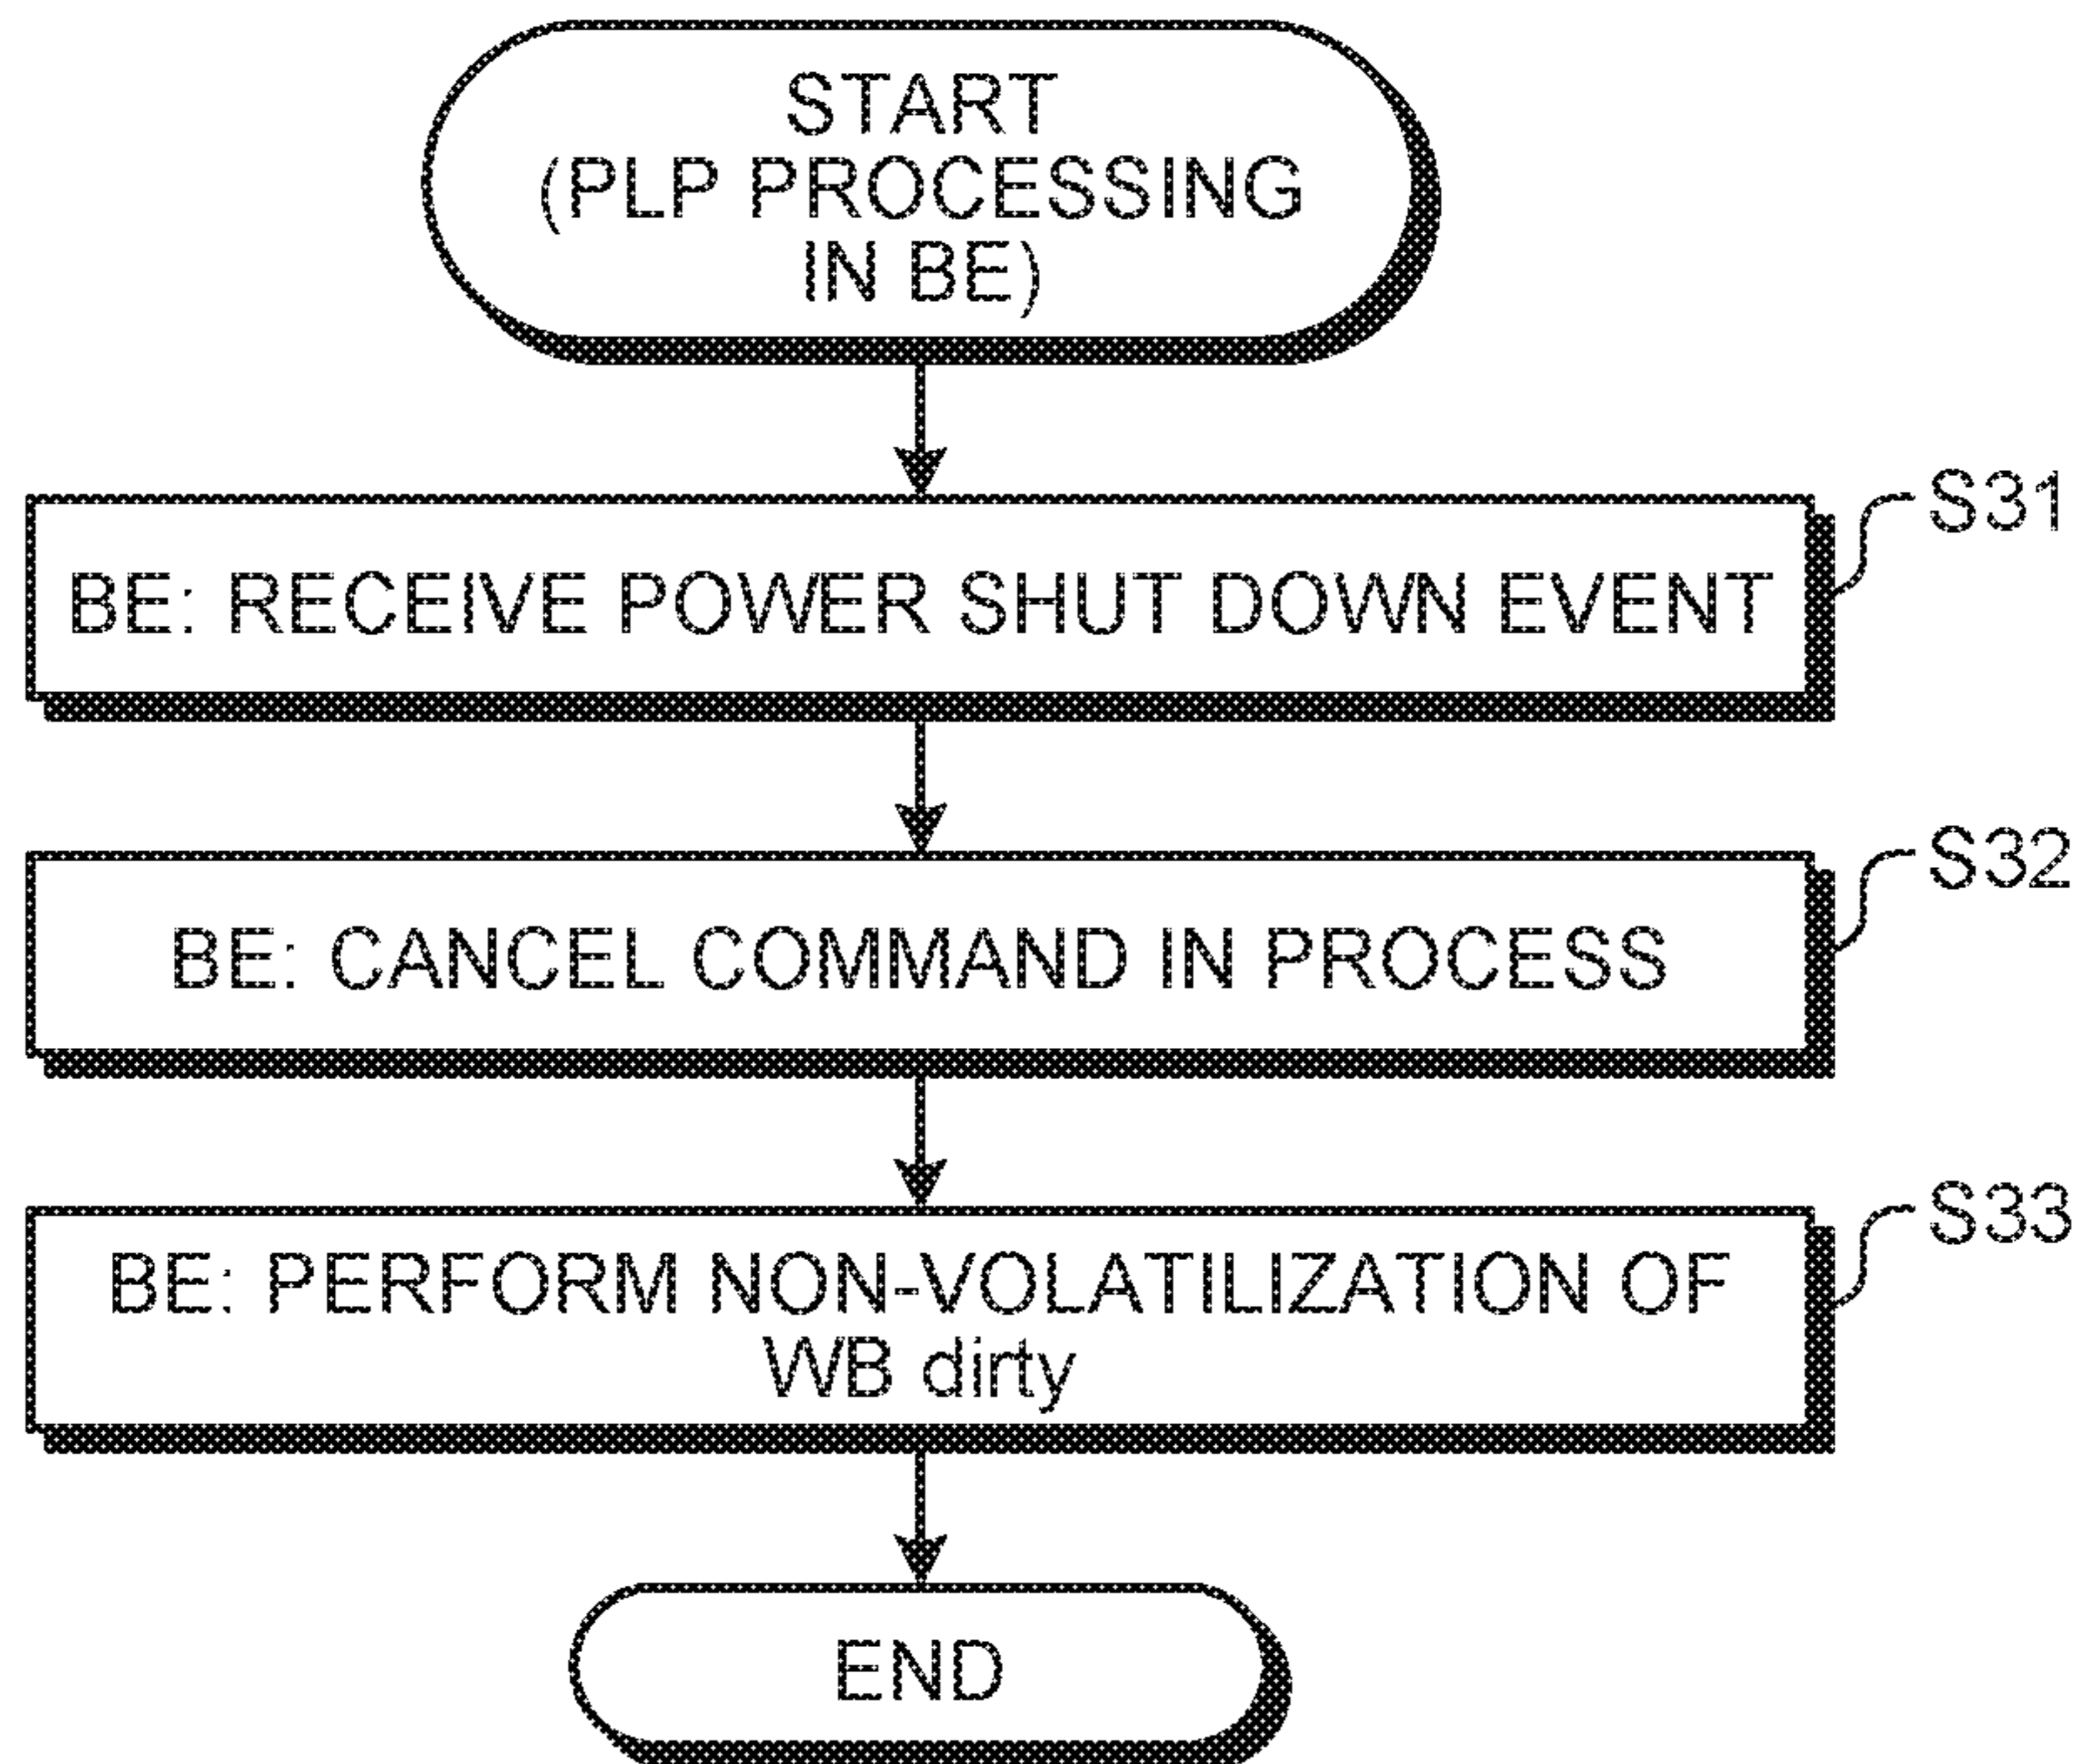 START
(PLP PROCESSING
IN BE)
S31
BE: RECEIVE POWER SHUT DOWN EVENT
S32
BE: CANCEL COMMAND IN PROCESS
S33
BE: PERFORM NON-VOLATILIZATION OF
WB dirty
END